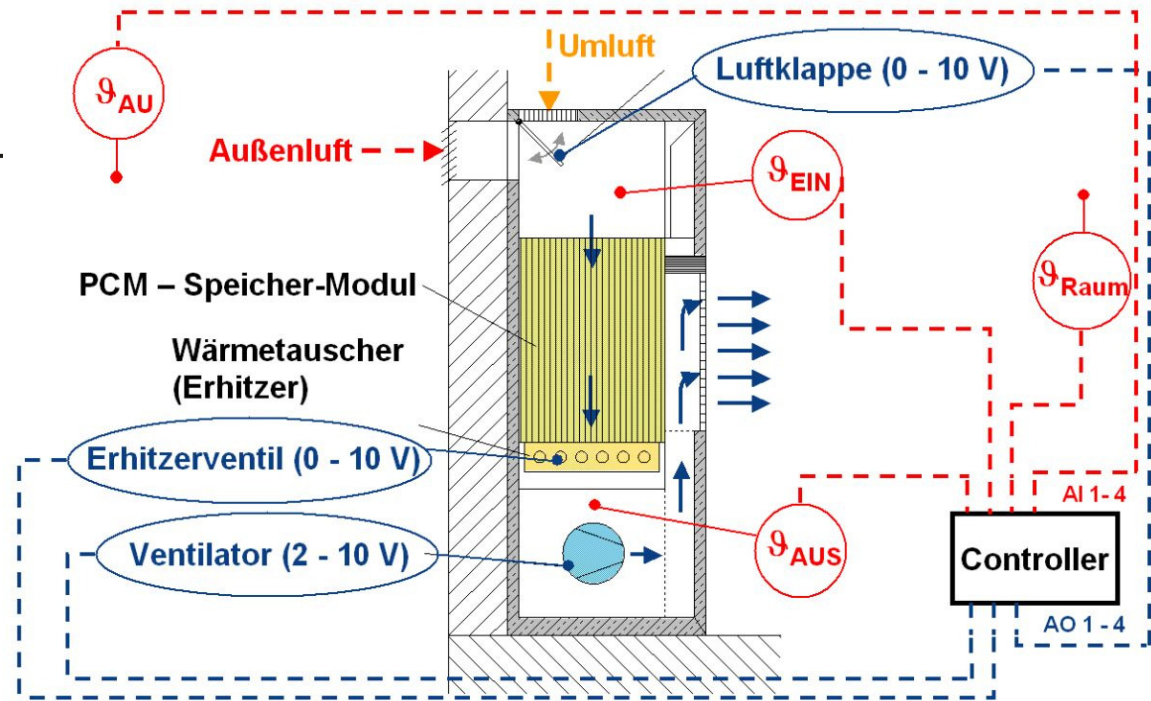 Umluft
Luftklappe (0 - 10 V)
ϑAU
Außenluft
ϑEIN
ϑRaum
PCM – Speicher-Modul
Wärmetauscher
(Erhitzer)
Erhitzerventil (0 - 10 V)
AI 1- 4
Ventilator (2 - 10 V)
ϑAUS
Controller
AO 1 - 4